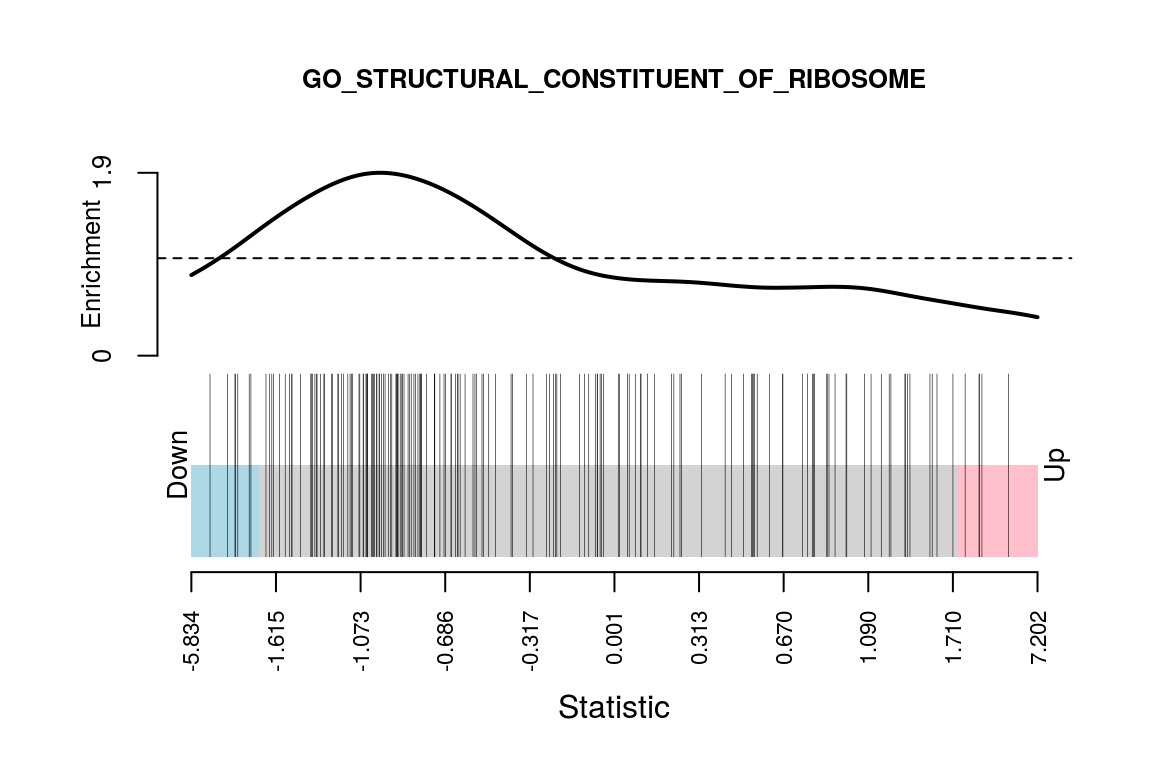 GO_STRUCTURAL_CONSTITUENT_OF_RIBOSOME
1.9
Enrichment
0
Down
Up
-5.834
-1.615
-1.073
-0.686
-0.317
0.001
0.313
0.670
1.090
1.710
7.202
Statistic